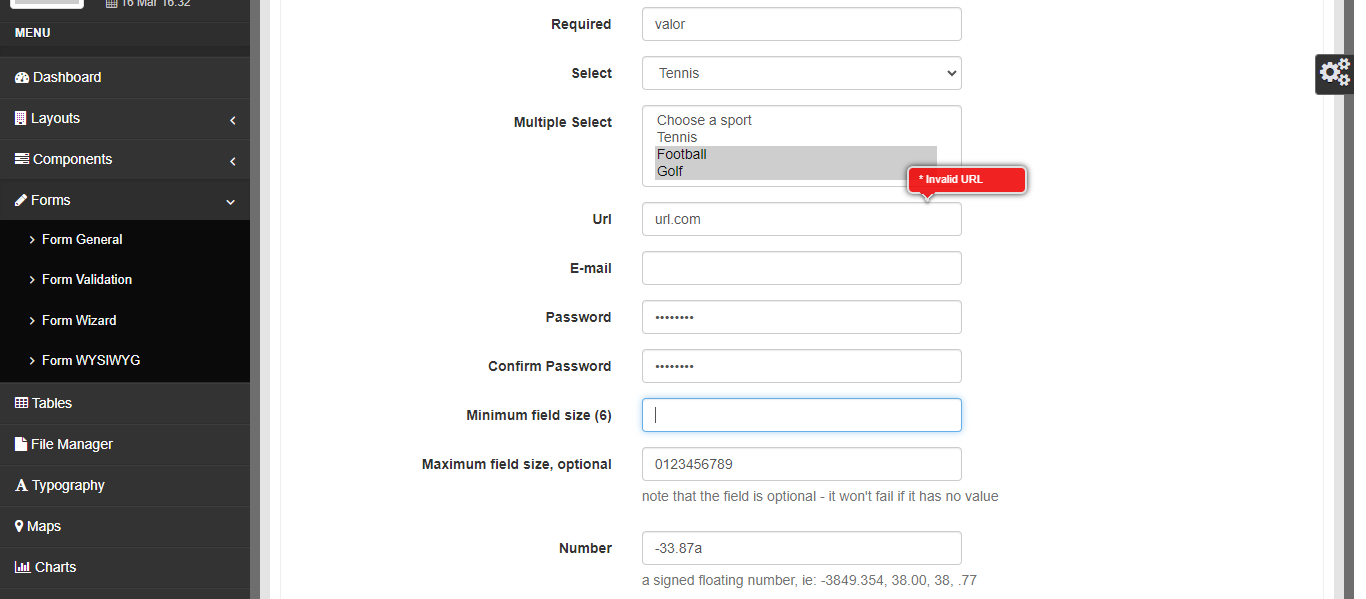 16 Mar 16:32
MENU
Dashboard
Layouts
Components
Forms
Form General
Form Validation
Form Wizard
Form WYSIWYG
Tables
File Manager
Typography
Maps
Charts
Required
valor
Select
Tennis
Multiple Select
Choose a sport
Tennis
Football
Golf
* Invalid URL
Url
url.com
E-mail
Password
••••••••
Confirm Password
••••••••
Minimum field size (6)
Maximum field size, optional
0123456789
note that the field is optional - it won't fail if it has no value
Number
-33.87a
a signed floating number, ie: -3849.354, 38.00, 38, .77